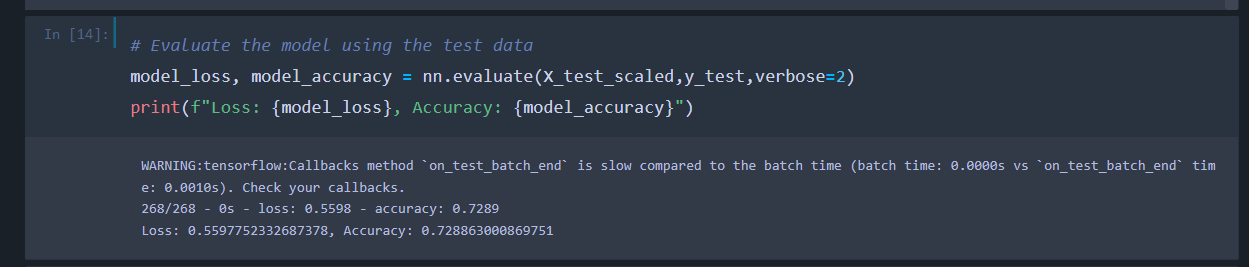 In [14]:
# Evaluate the model using the test data
model_loss, model_accuracy = nn.evaluate(X_test_scaled,y_test,verbose=2)
print(f"Loss: {model_loss}, Accuracy: {model_accuracy}")
WARNING:tensorflow:Callbacks method `on_test_batch_end` is slow compared to the batch time (batch time: 0.0000s vs `on_test_batch_end` tim
e: 0.0010s). Check your callbacks.
268/268 - 0s - loss: 0.5598 - accuracy: 0.7289
Loss: 0.5597752332687378, Accuracy: 0.728863000869751